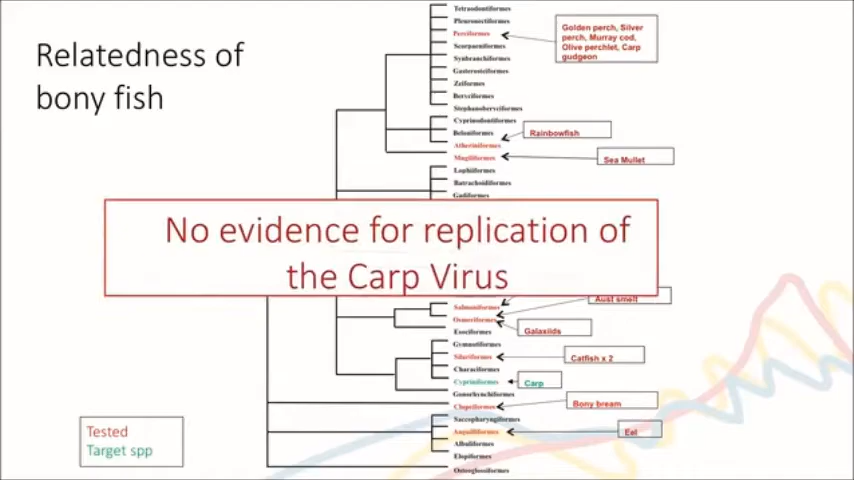 Relatedness of
bony fish
Tetraodontiformes
Pleuronectiformes
Perciformes
Scorpaeniformes
Synbranchiformes
Gasterosteiformes
Zeiformes
Beryciformes
Stephanoberyciformes
Cyprinodontiformes
Beloniformes
Atheriniformes
Mugiliformes
Lophiiformes
Batrachoidiformes
Gadiformes
Golden perch, Silver
perch, Murray cod,
Olive perchlet, Carp
gudgeon
Rainbowfish
Sea Mullet
No evidence for replication of
the Carp Virus
Salmoniformes
Osmeriformes
Esociformes
Gymnotiformes
Siluriformes
Characiformes
Cypriniformes
Gonorhynchiformes
Clupeiformes
Saccopharyngiformes
Anguilliformes
Albuliformes
Elopiformes
Osteoglossiformes
Aust smelt
Galaxiids
Catfish x 2
Carp
Bony bream
Eel
Tested
Target spp